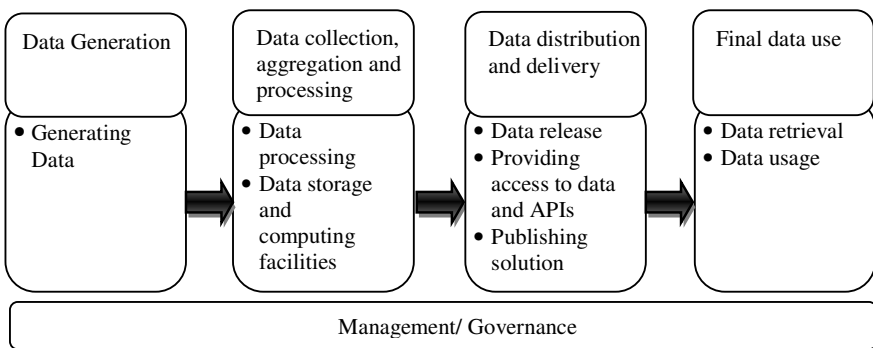 Data Generation
• Generating
Data
Data collection,
aggregation and
processing
• Data
processing
• Data storage
and
computing
facilities
Data distribution
and delivery
• Data release
• Providing
access to data
and APIs
• Publishing
solution
Final data use
• Data retrieval
• Data usage
Management/ Governance